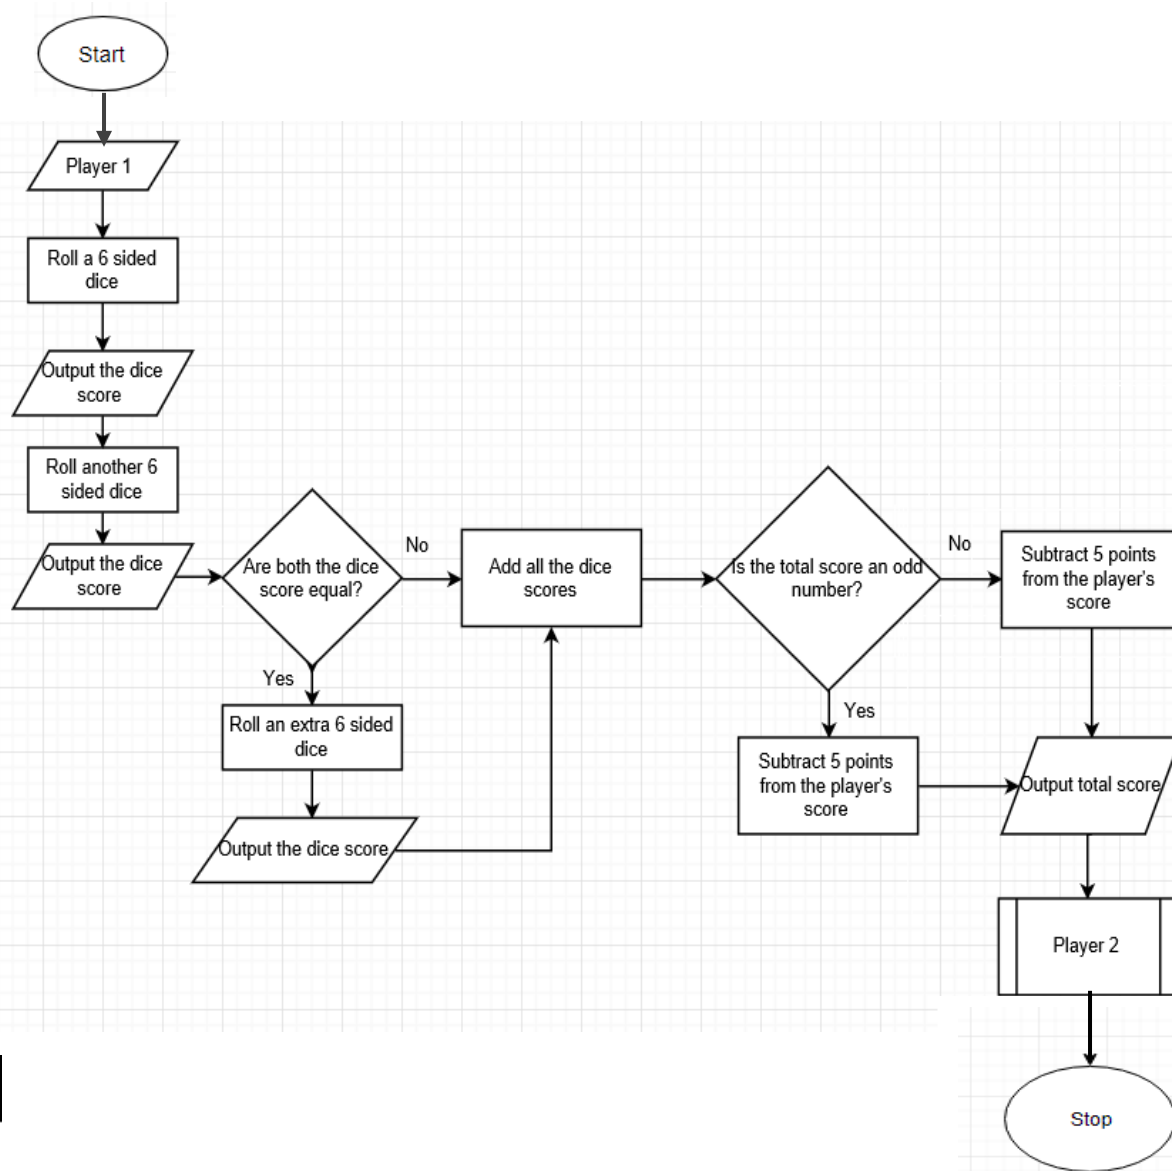 Start
Player 1
Roll a 6 sided
dice
Output the dice
score
Roll another 6
sided dice
Output the dice
score
Are both the dice
score equal?
No
Yes
Roll an extra 6 sided
dice
Output the dice score
Add all the dice
scores
Is the total score an odd
number?
No
Subtract 5 points
from the player's
score
Yes
Subtract 5 points
from the player's
score
Output total score
Player 2
Stop